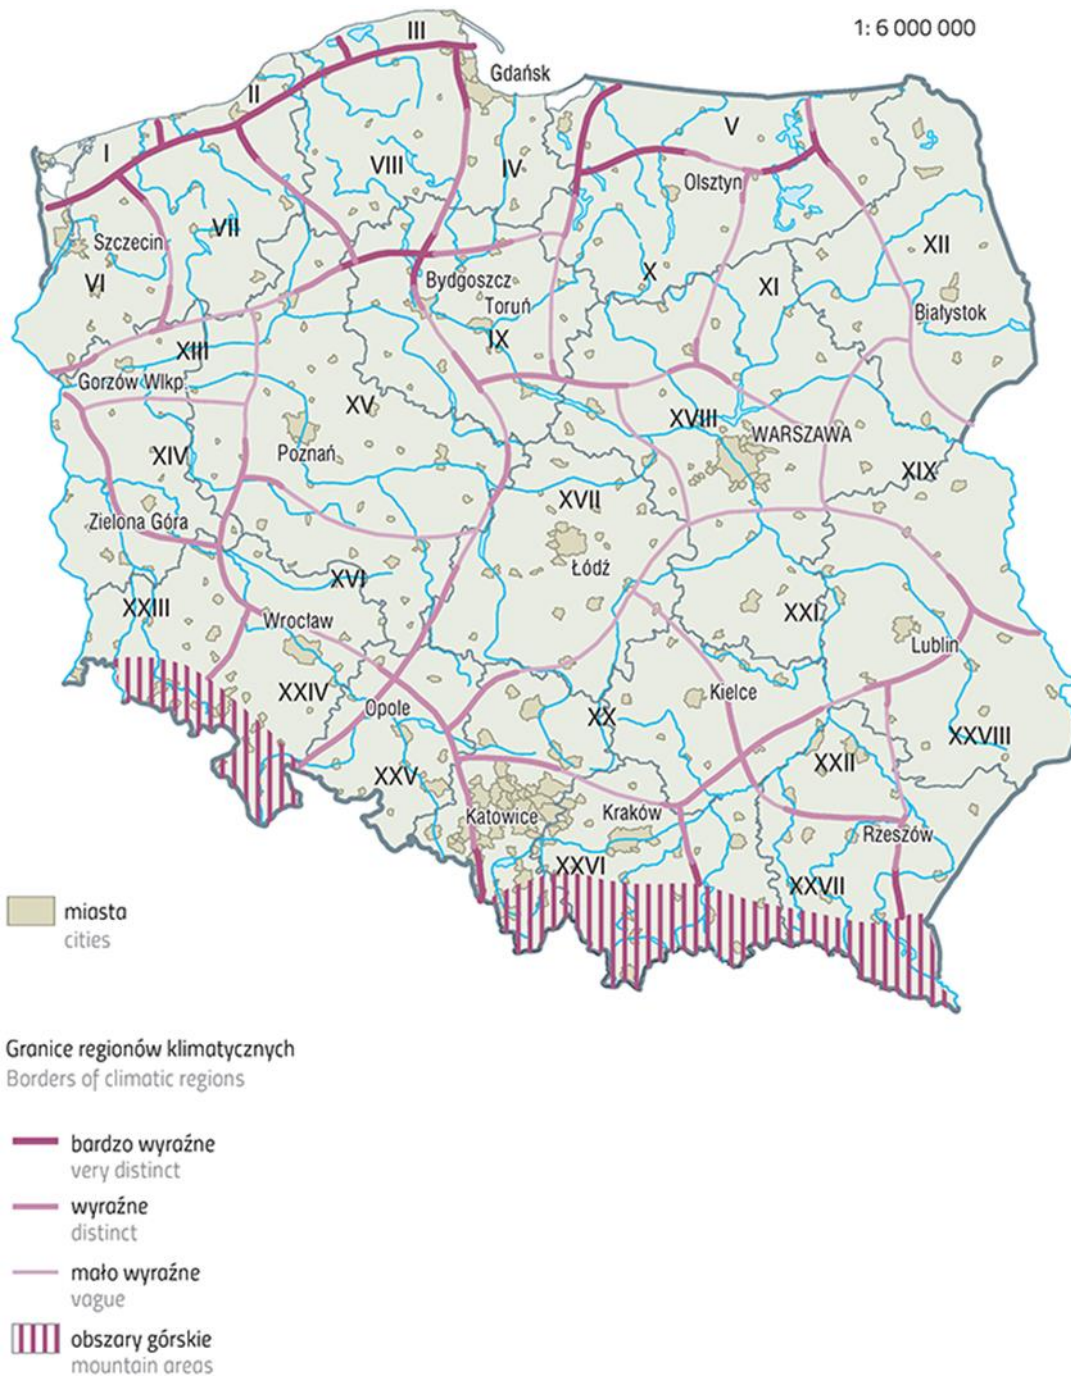 1: 6 000 000
III
Gdańsk
II
V
I
VIII
IV
Olsztyn
VII
Szczecin
XII
VI
X
Bydgoszcz
XI
Toruń
Białystok
IX
XIII
Gorzów Wlkp.
XV
XVIII
WARSZAWA
XIV
Poznań
XIX
XVII
Zielona Góra
Łódź
XVI
XXIII
Wrocław
XXI
Lublin
XXIV
Kielce
Opole
XX
XXVIII
XXV
XXII
Katowice
Kraków
Rzeszów
XXVI
XXVII
miasta
cities
Granice regionów klimatycznych
Borders of climatic regions
bardzo wyraźne
very distinct
wyraźne
distinct
mało wyraźne
vague
obszary górskie
mountain areas